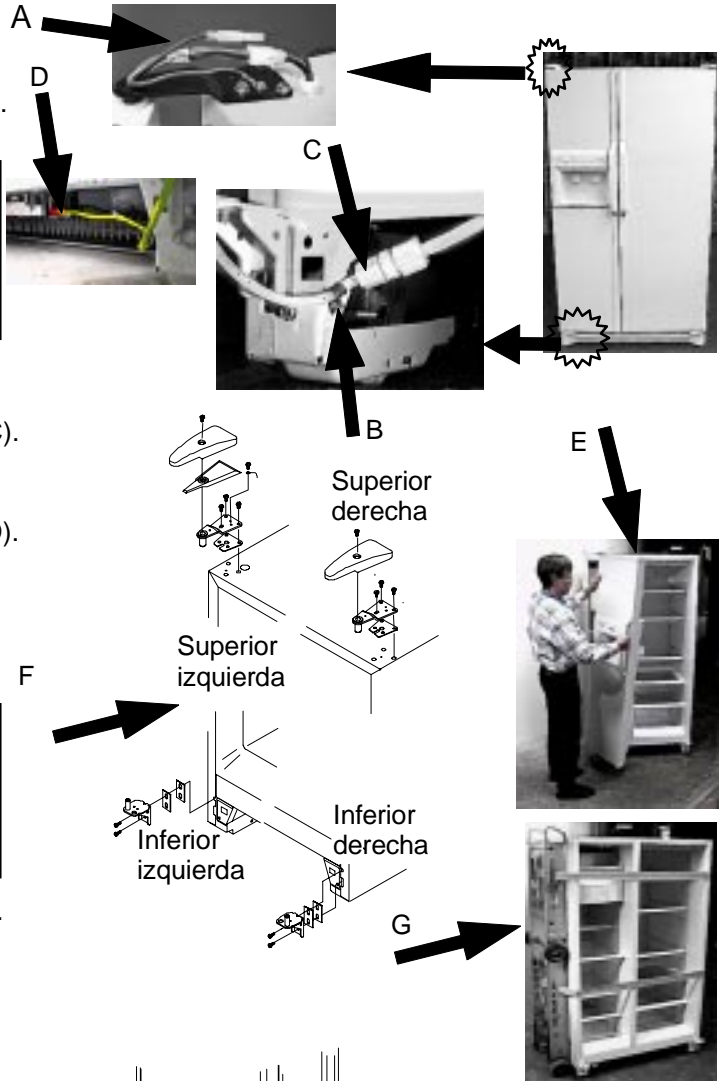 A
D
.
C
B
C).
D).
E
Superior
derecha
Superior
izquierda
F
Inferior
izquierda
Inferior
derecha
G
.